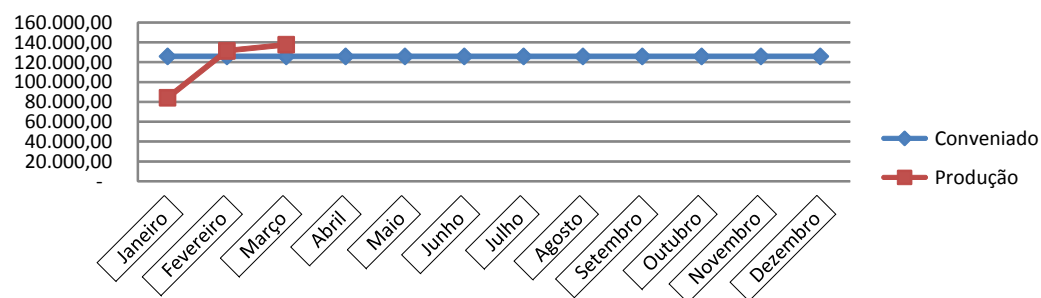 160.000,00
140.000,00
120.000,00
100.000,00
80.000,00
60.000,00
40.000,00
20.000,00
-
Janeiro
Fevereiro
Março
Abril
Maio
Junho
Julho
Agosto
Setembro
Outubro
Novembro
Dezembro
Conveniado
Produção